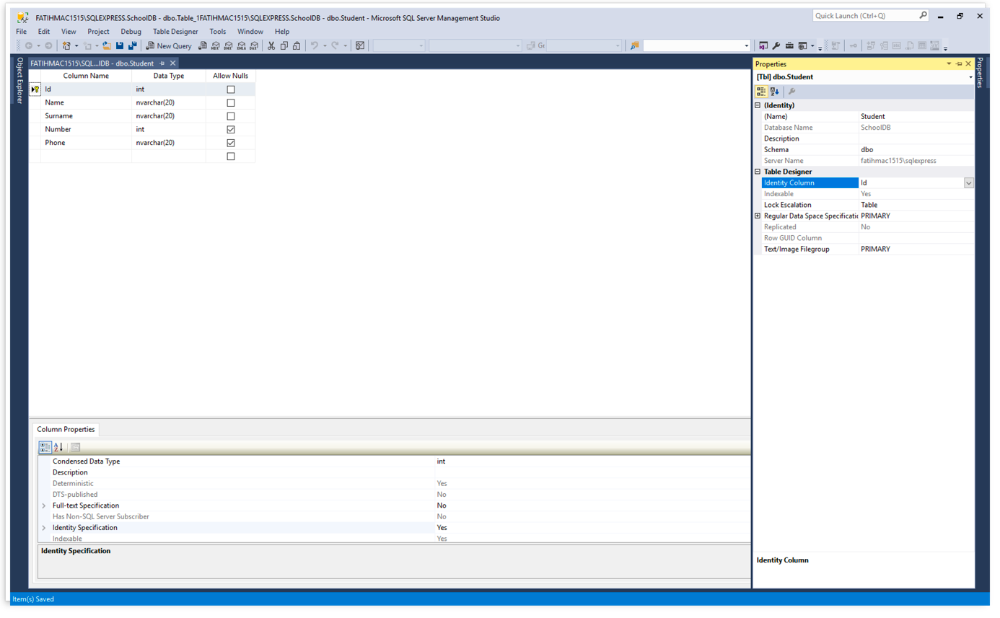 FATIHMAC1515\SQLEXPRESS.SchoolDB - dbo.Table_1FATIHMAC1515\SQLEXPRESS.SchoolDB - dbo.Student - Microsoft SQL Server Management Studio
Quick Launch (Ctrl+Q)
File Edit View Project Debug Table Designer Tools Window Help
New Query
Object Explorer
FATIHMAC1515\SQL...lDB - dbo.Student
Column Name Data Type Allow Nulls
Id int
Name nvarchar(20)
Surname nvarchar(20)
Number int
Phone nvarchar(20)
Column Properties
Condensed Data Type int
Description
Deterministic Yes
DTS-published No
Full-text Specification No
Has Non-SQL Server Subscriber No
Identity Specification Yes
Indexable Yes
Identity Specification
Properties
[Tbl] dbo.Student
(Identity)
(Name) Student
Database Name SchoolDB
Description
Schema dbo
Server Name fatihmac1515\sqlexpress
Table Designer
Identity Column Id
Indexable Yes
Lock Escalation Table
Regular Data Space Specificatio PRIMARY
Replicated No
Row GUID Column
Text/Image Filegroup PRIMARY
Identity Column
Properties
Item(s) Saved